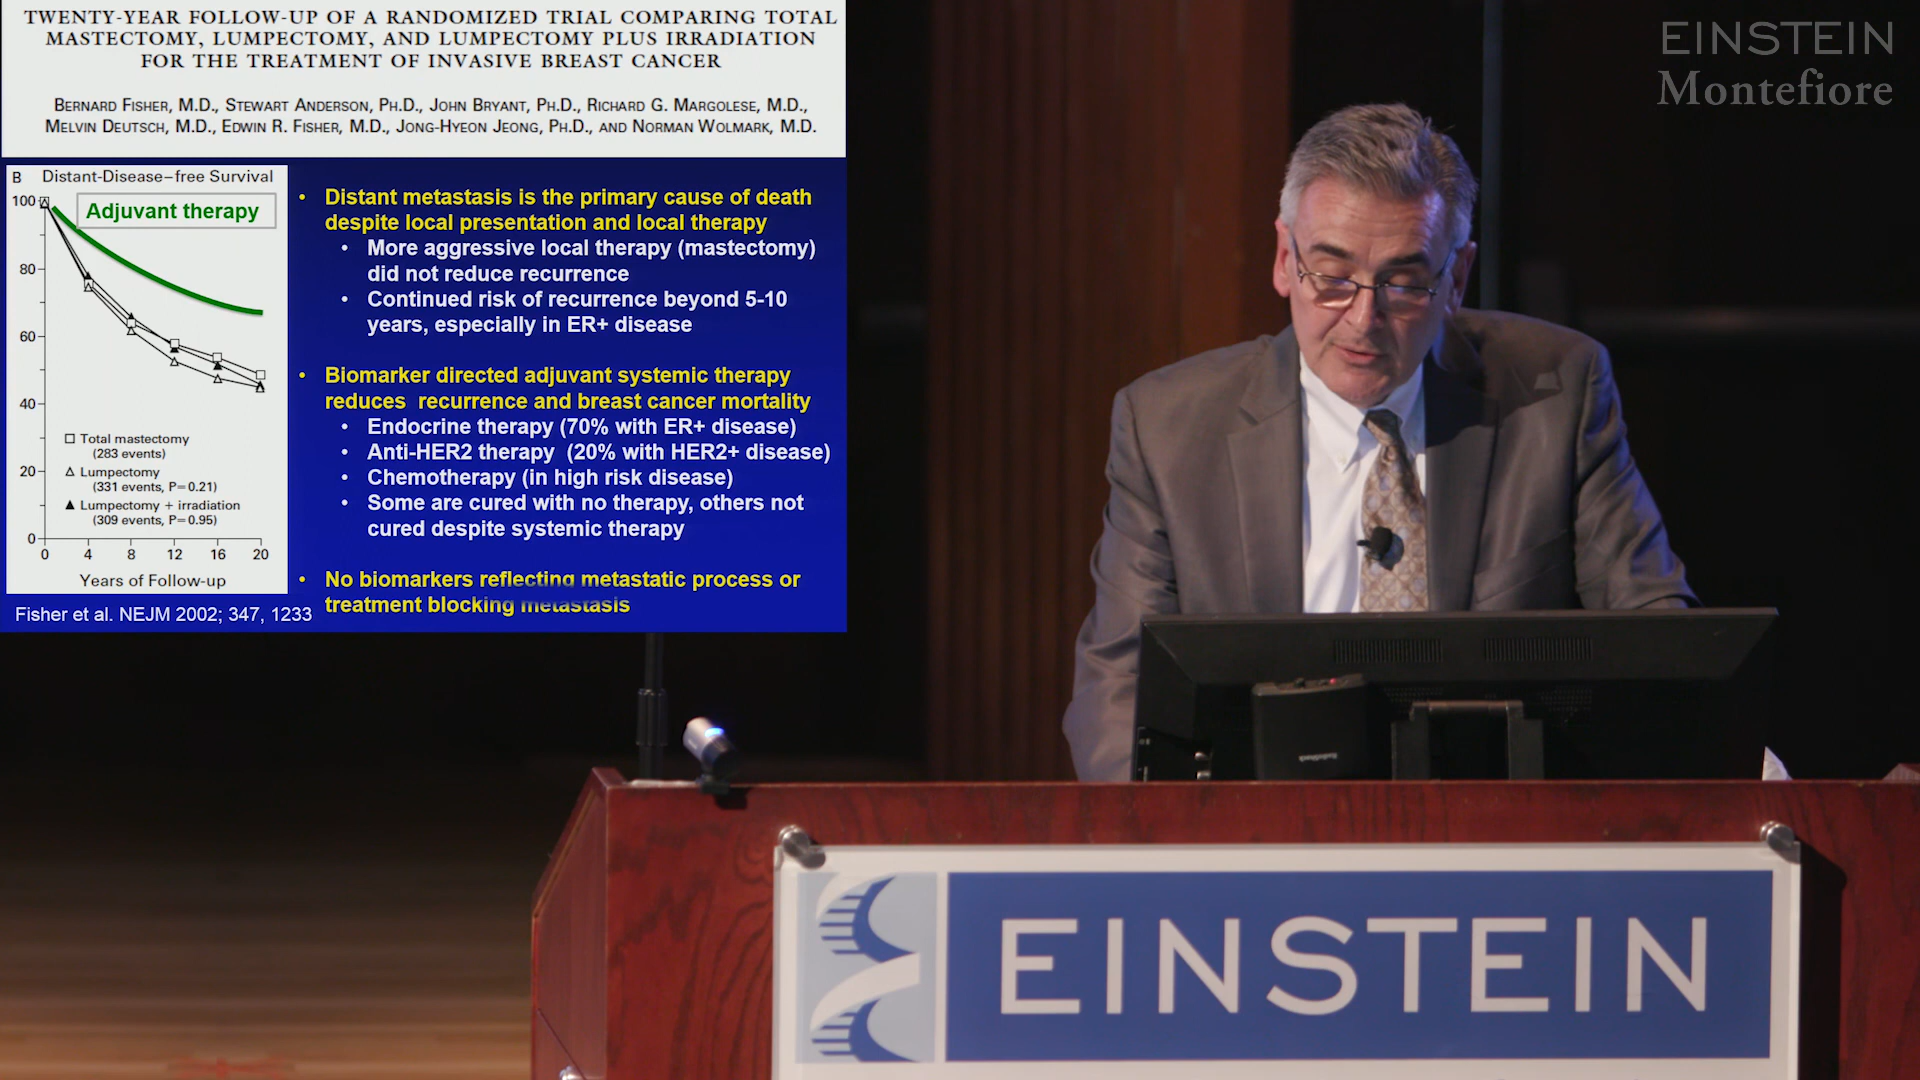 TWENTY-YEAR FOLLOW-UP OF A RANDOMIZED TRIAL COMPARING TOTAL
MASTECTOMY, LUMPECTOMY, AND LUMPECTOMY PLUS IRRADIATION
FOR THE TREATMENT OF INVASIVE BREAST CANCER
BERNARD FISHER, M.D., STEWART ANDERSON, PH.D., JOHN BRYANT, PH.D., RICHARD G. MARGOLESE, M.D.,
MELVIN DEUTSCH, M.D., EDWIN R. FISHER, M.D., JONG-HYEON JEONG, PH.D., AND NORMAN WOLMARK, M.D.
B Distant-Disease–free Survival
Adjuvant therapy
100
80
60
40
20
0
□ Total mastectomy
(283 events)
△ Lumpectomy
(331 events, P=0.21)
▲ Lumpectomy + irradiation
(309 events, P=0.95)
0 4 8 12 16 20
Years of Follow-up
Fisher et al. NEJM 2002; 347, 1233
• Distant metastasis is the primary cause of death
despite local presentation and local therapy
• More aggressive local therapy (mastectomy)
did not reduce recurrence
• Continued risk of recurrence beyond 5-10
years, especially in ER+ disease
• Biomarker directed adjuvant systemic therapy
reduces recurrence and breast cancer mortality
• Endocrine therapy (70% with ER+ disease)
• Anti-HER2 therapy (20% with HER2+ disease)
• Chemotherapy (in high risk disease)
• Some are cured with no therapy, others not
cured despite systemic therapy
• No biomarkers reflecting metastatic process or
treatment blocking metastasis
EINSTEIN
Montefiore
EINSTEIN